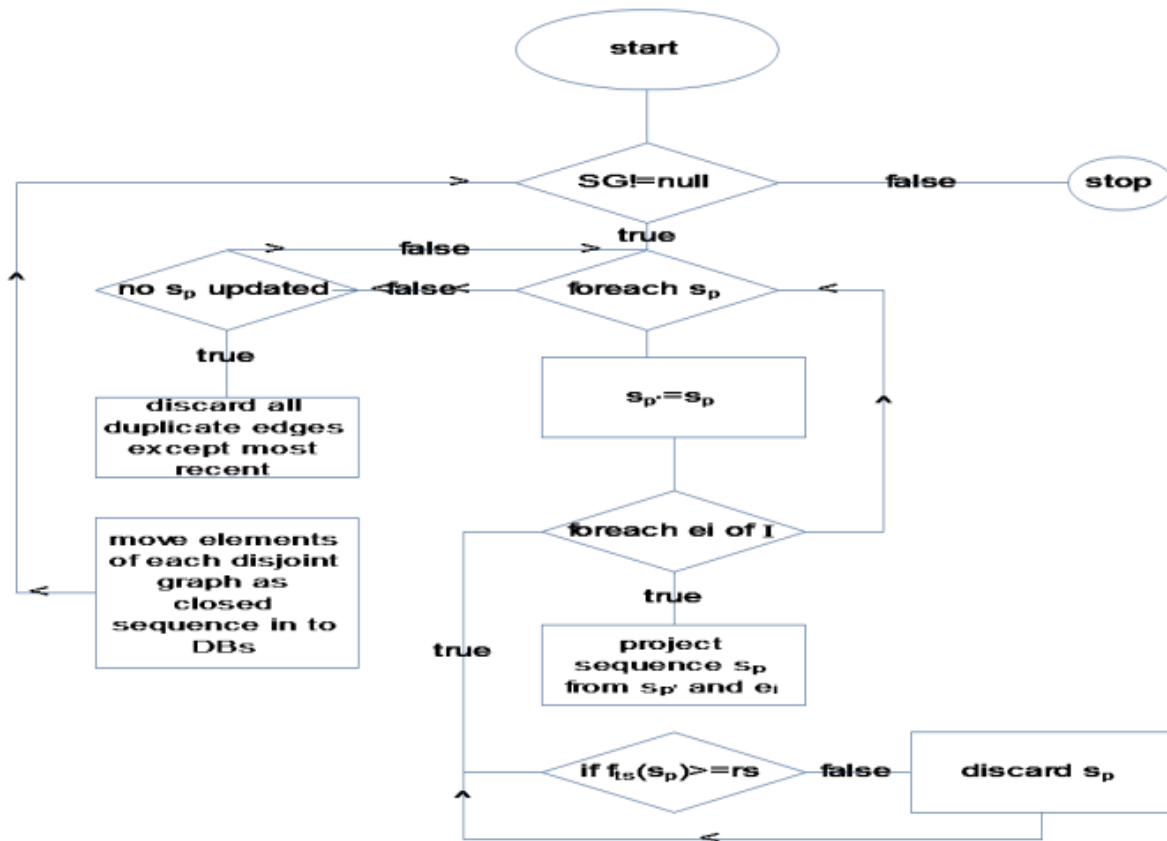 start
SG!=null
false
stop
true
false
no sp updated
false
foreach sp
true
discard all
duplicate edges
except most
recent
sp'=sp
move elements
of each disjoint
graph as
closed
sequence in to
DBs
foreach ei of I
true
true
project
sequence sp
from sp' and ei
if fts(sp)>=rs
false
discard sp